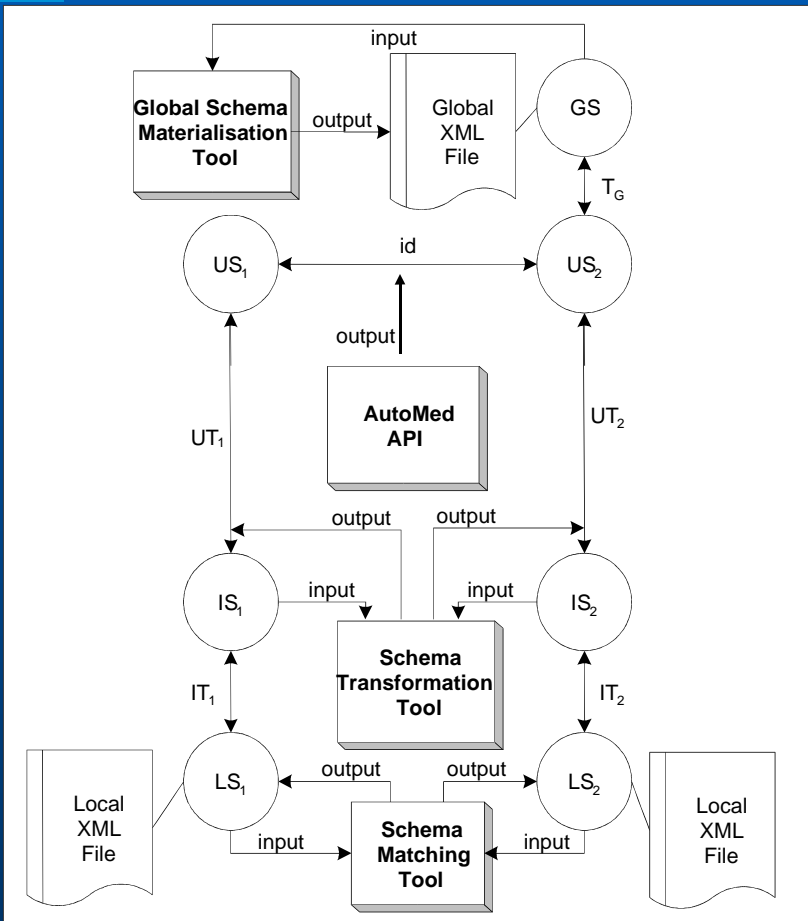 input
Global Schema
Materialisation
Tool
output
Global
XML
File
GS
T_G
US₁
id
US₂
output
AutoMed
API
UT₁
UT₂
output
output
IS₁
input
input
IS₂
Schema
Transformation
Tool
IT₁
IT₂
Local
XML
File
LS₁
output
output
LS₂
Local
XML
File
input
Schema
Matching
Tool
input